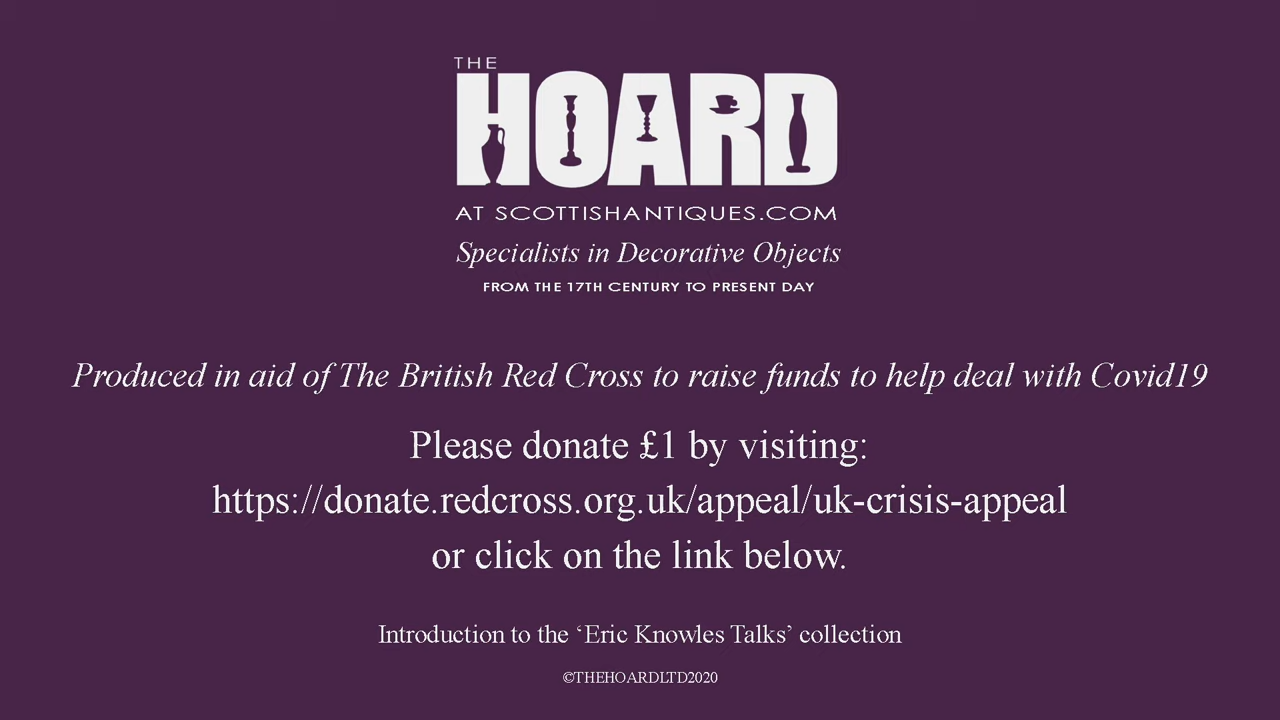 THE
HOARD
AT SCOTTISHANTIQUES.COM
Specialists in Decorative Objects
FROM THE 17TH CENTURY TO PRESENT DAY
Produced in aid of The British Red Cross to raise funds to help deal with Covid19
Please donate £1 by visiting:
https://donate.redcross.org.uk/appeal/uk-crisis-appeal
or click on the link below.
Introduction to the ‘Eric Knowles Talks’ collection
©THEHOARDLTD2020